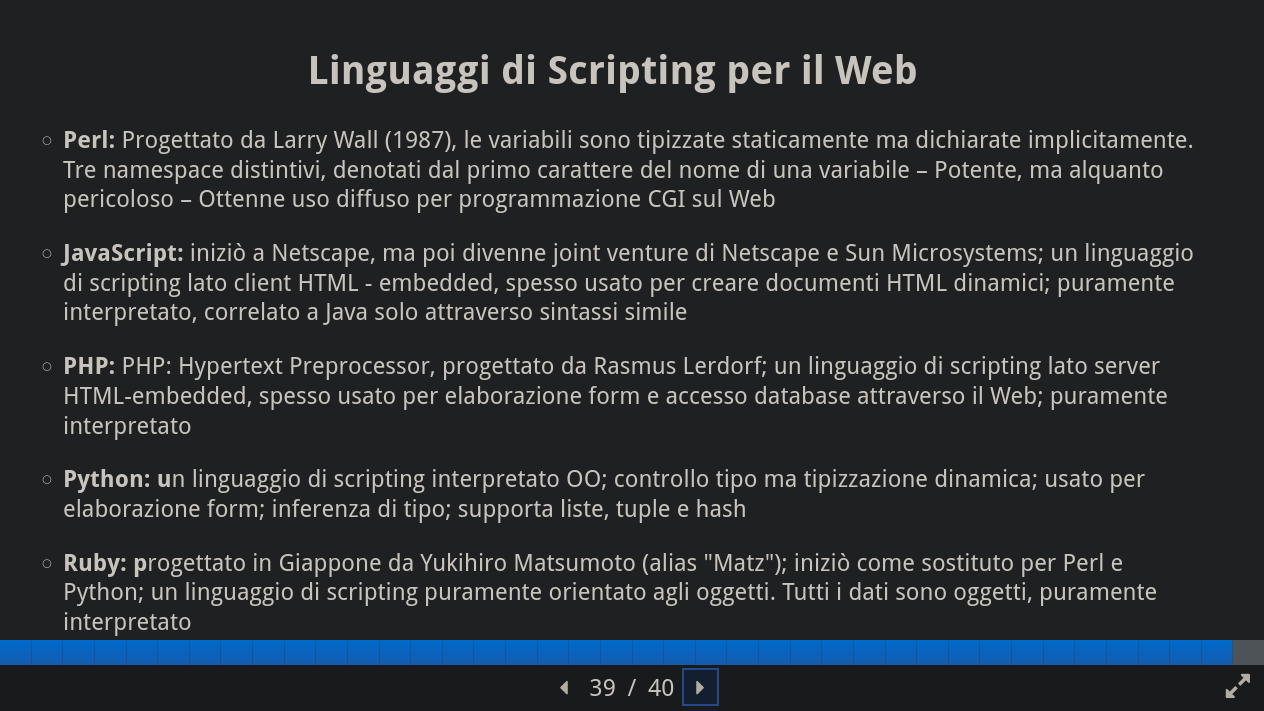 Linguaggi di Scripting per il Web
Perl: Progettato da Larry Wall (1987), le variabili sono tipizzate staticamente ma dichiarate implicitamente.
Tre namespace distintivi, denotati dal primo carattere del nome di una variabile – Potente, ma alquanto
pericoloso – Ottenne uso diffuso per programmazione CGI sul Web
JavaScript: iniziò a Netscape, ma poi divenne joint venture di Netscape e Sun Microsystems; un linguaggio
di scripting lato client HTML - embedded, spesso usato per creare documenti HTML dinamici; puramente
interpretato, correlato a Java solo attraverso sintassi simile
PHP: PHP: Hypertext Preprocessor, progettato da Rasmus Lerdorf; un linguaggio di scripting lato server
HTML-embedded, spesso usato per elaborazione form e accesso database attraverso il Web; puramente
interpretato
Python: un linguaggio di scripting interpretato OO; controllo tipo ma tipizzazione dinamica; usato per
elaborazione form; inferenza di tipo; supporta liste, tuple e hash
Ruby: progettato in Giappone da Yukihiro Matsumoto (alias "Matz"); iniziò come sostituto per Perl e
Python; un linguaggio di scripting puramente orientato agli oggetti. Tutti i dati sono oggetti, puramente
interpretato
39 / 40